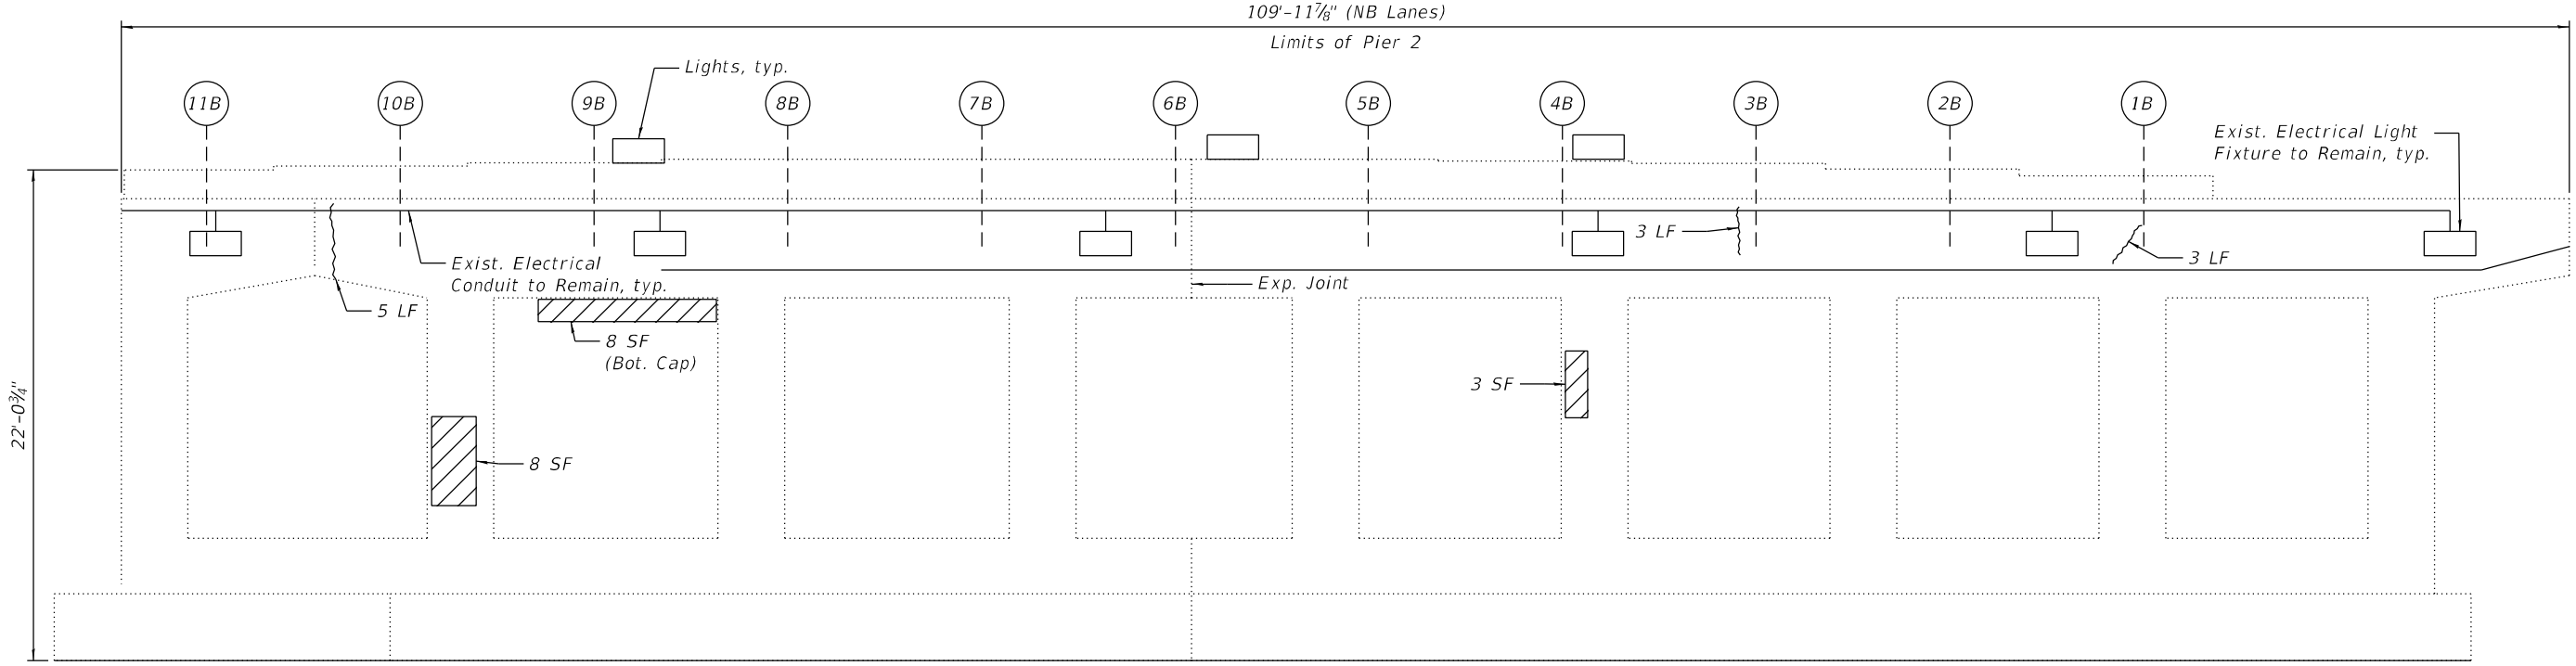 109'-11⅞" (NB Lanes)
Limits of Pier 2
Lights, typ.
11B
10B
9B
8B
7B
6B
5B
4B
3B
2B
1B
Exist. Electrical Light
Fixture to Remain, typ.
3 LF
3 LF
Exist. Electrical
Conduit to Remain, typ.
Exp. Joint
5 LF
8 SF
(Bot. Cap)
3 SF
22'-0¾"
8 SF